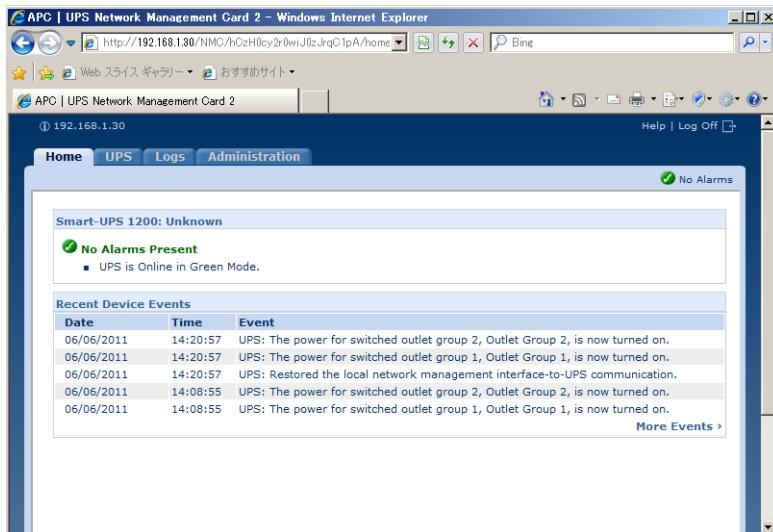 APC | UPS Network Management Card 2 - Windows Internet Explorer
http://192.168.1.30/NMC/hCzH0cy2r0wiJ0zJrqC1pA/home
Bing
Web スライス ギャラリー
おすすめサイト
APC | UPS Network Management Card 2
192.168.1.30
Help | Log Off
Home UPS Logs Administration
No Alarms
Smart-UPS 1200: Unknown
No Alarms Present
UPS is Online in Green Mode.
Recent Device Events
Date Time Event
06/06/2011 14:20:57 UPS: The power for switched outlet group 2, Outlet Group 2, is now turned on.
06/06/2011 14:20:57 UPS: The power for switched outlet group 1, Outlet Group 1, is now turned on.
06/06/2011 14:20:57 UPS: Restored the local network management interface-to-UPS communication.
06/06/2011 14:08:55 UPS: The power for switched outlet group 2, Outlet Group 2, is now turned on.
06/06/2011 14:08:55 UPS: The power for switched outlet group 1, Outlet Group 1, is now turned on.
More Events ›